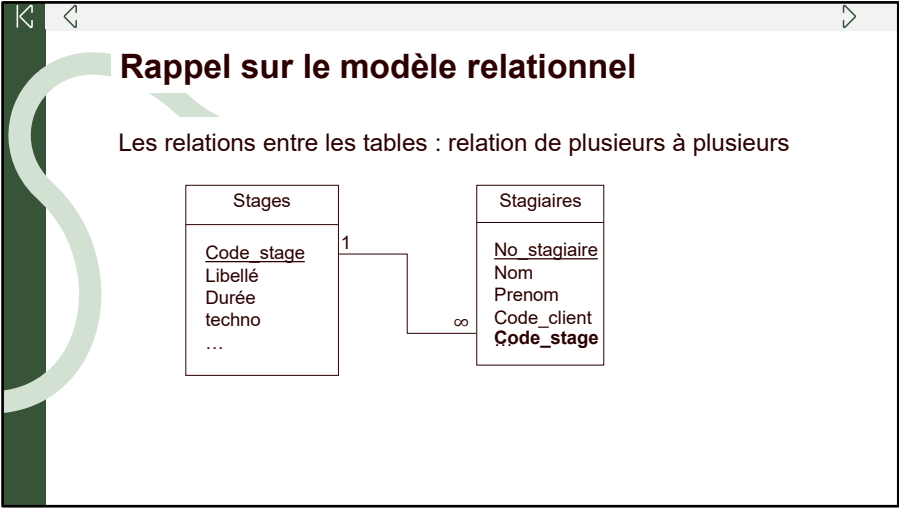 Rappel sur le modèle relationnel
Les relations entre les tables : relation de plusieurs à plusieurs
Stages
Code_stage
Libellé
Durée
techno
…
1
∞
Stagiaires
No_stagiaire
Nom
Prenom
Code_client
…
Code_stage